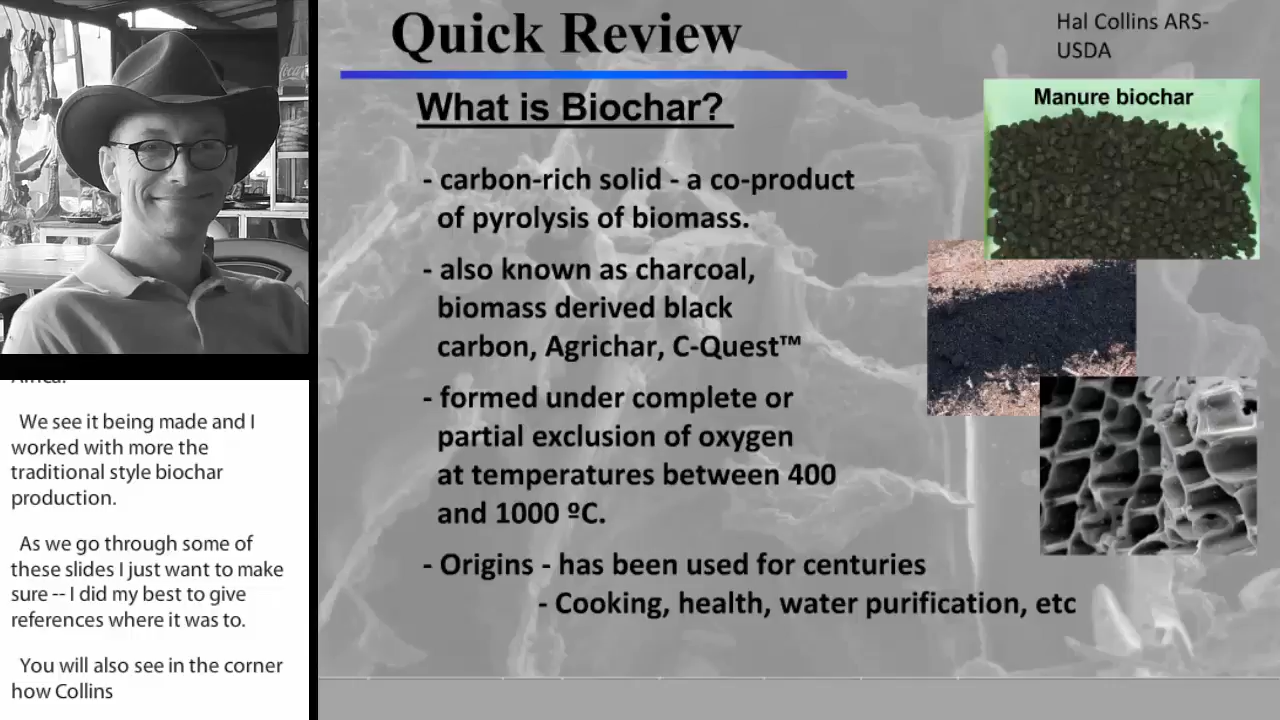 Quick Review
Hal Collins ARS-
USDA
What is Biochar?
Manure biochar
- carbon-rich solid - a co-product
of pyrolysis of biomass.
- also known as charcoal,
biomass derived black
carbon, Agrichar, C-Quest™
- formed under complete or
partial exclusion of oxygen
at temperatures between 400
and 1000 ºC.
- Origins - has been used for centuries
- Cooking, health, water purification, etc
Coca-Cola
Africa.
We see it being made and I
worked with more the
traditional style biochar
production.
As we go through some of
these slides I just want to make
sure -- I did my best to give
references where it was to.
You will also see in the corner
how Collins